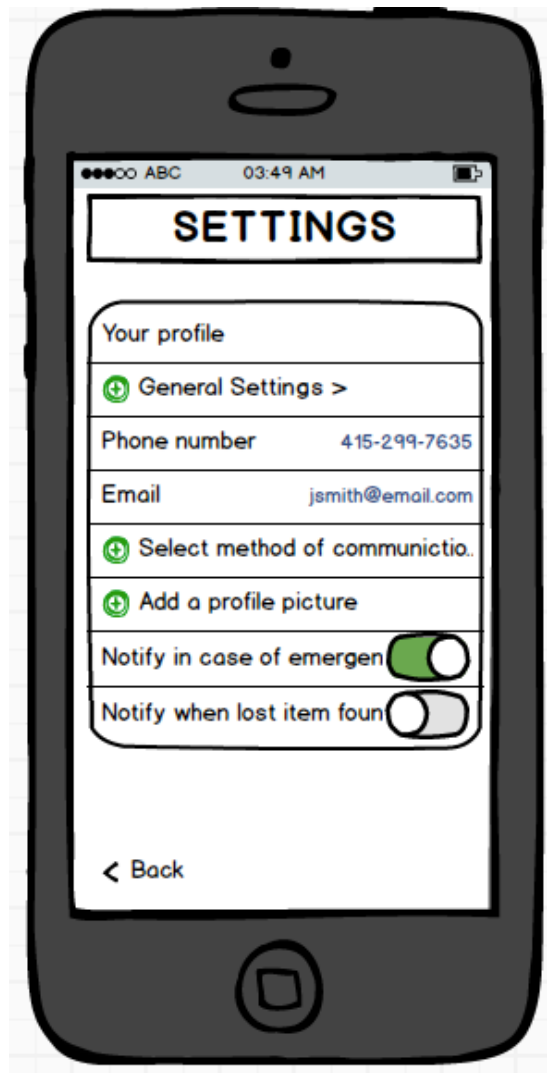 ABC 03:49 AM
SETTINGS
Your profile
General Settings >
Phone number 415-299-7635
Email jsmith@email.com
Select method of communictio..
Add a profile picture
Notify in case of emergen
Notify when lost item foun
< Back